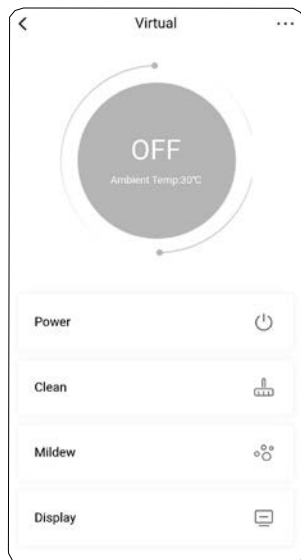 Virtual
OFF
Ambient Temp:30℃
Power
Clean
Mildew
Display